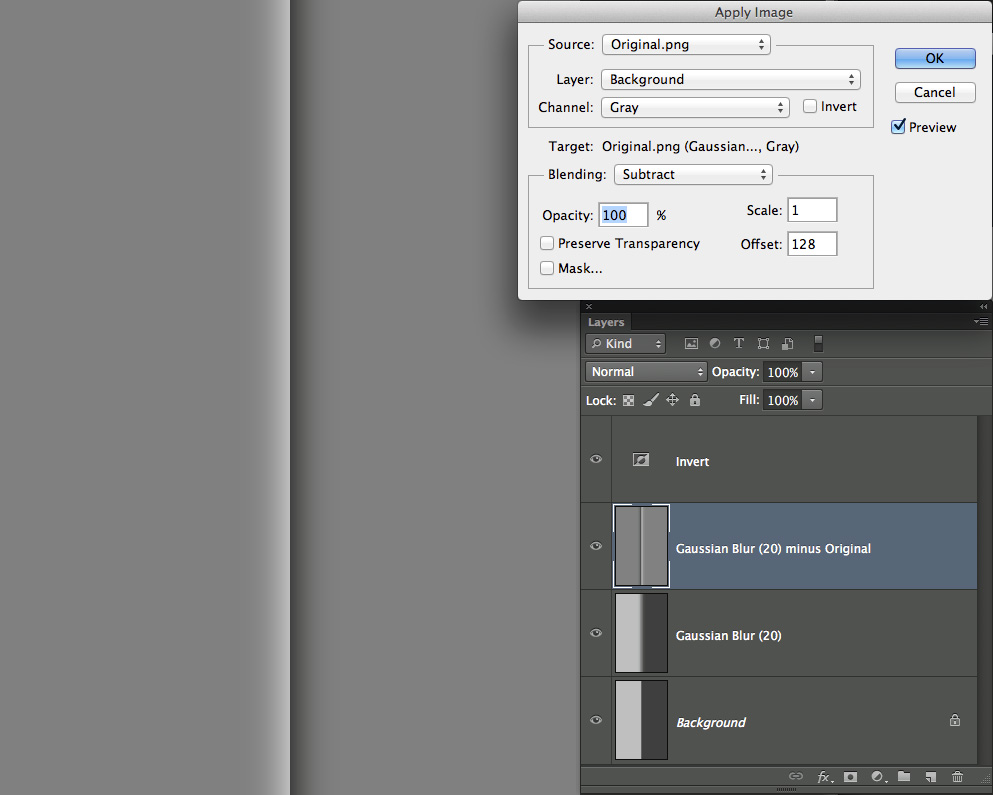 Apply Image
Source: Original.png
OK
Layer: Background
Cancel
Channel: Gray Invert
Preview
Target: Original.png (Gaussian..., Gray)
Blending: Subtract
Opacity: 100 % Scale: 1
Preserve Transparency Offset: 128
Mask...
Layers
Kind
Normal Opacity: 100%
Lock: Fill: 100%
Invert
Gaussian Blur (20) minus Original
Gaussian Blur (20)
Background
fx